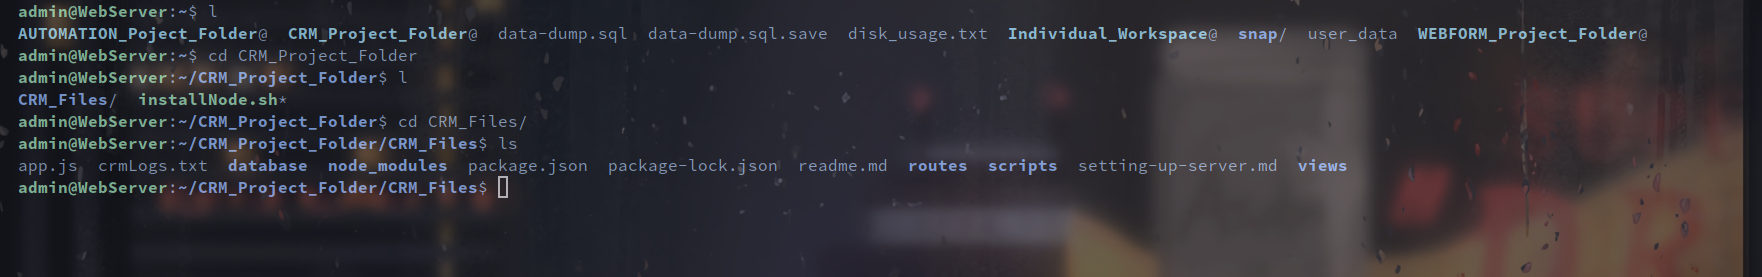 admin@WebServer:~$ l
AUTOMATION_Poject_Folder@  CRM_Project_Folder@  data-dump.sql  data-dump.sql.save  disk_usage.txt  Individual_Workspace@  snap/  user_data  WEBFORM_Project_Folder@
admin@WebServer:~$ cd CRM_Project_Folder
admin@WebServer:~/CRM_Project_Folder$ l
CRM_Files/  installNode.sh*
admin@WebServer:~/CRM_Project_Folder$ cd CRM_Files/
admin@WebServer:~/CRM_Project_Folder/CRM_Files$ ls
app.js  crmLogs.txt  database  node_modules  package.json  package-lock.json  readme.md  routes  scripts  setting-up-server.md  views
admin@WebServer:~/CRM_Project_Folder/CRM_Files$